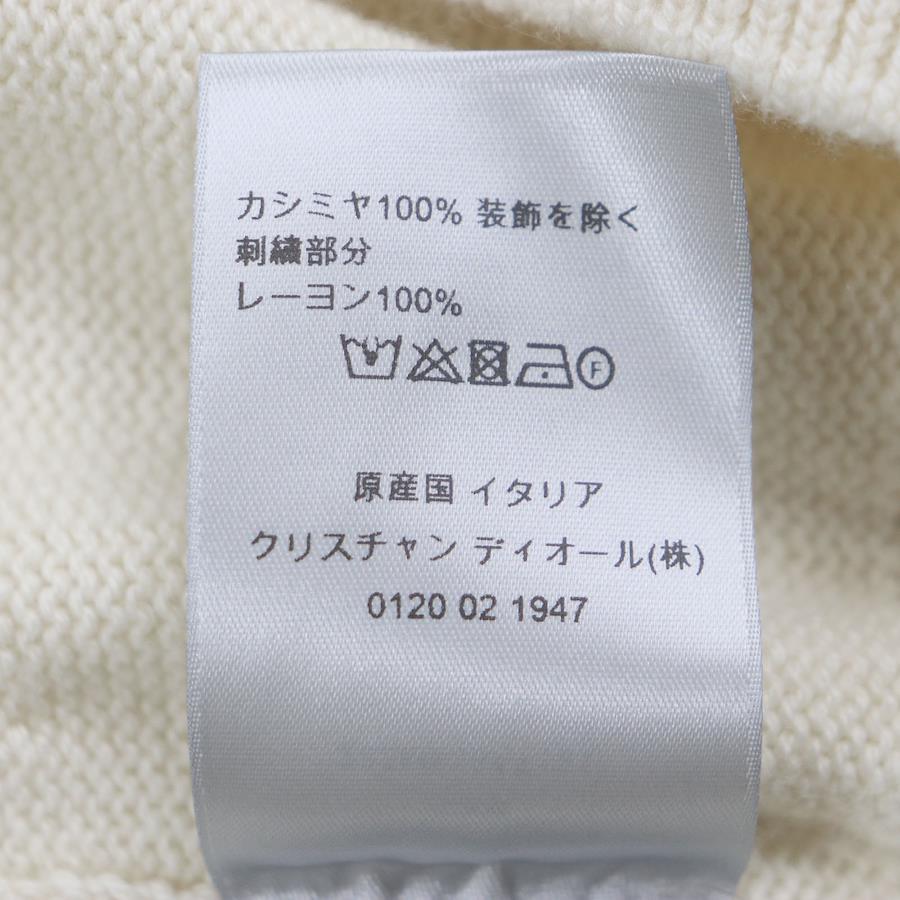 カシミヤ100% 装飾を除く
刺繍部分
レーヨン100%
F
原産国 イタリア
クリスチャン ディオール(株)
0120 02 1947